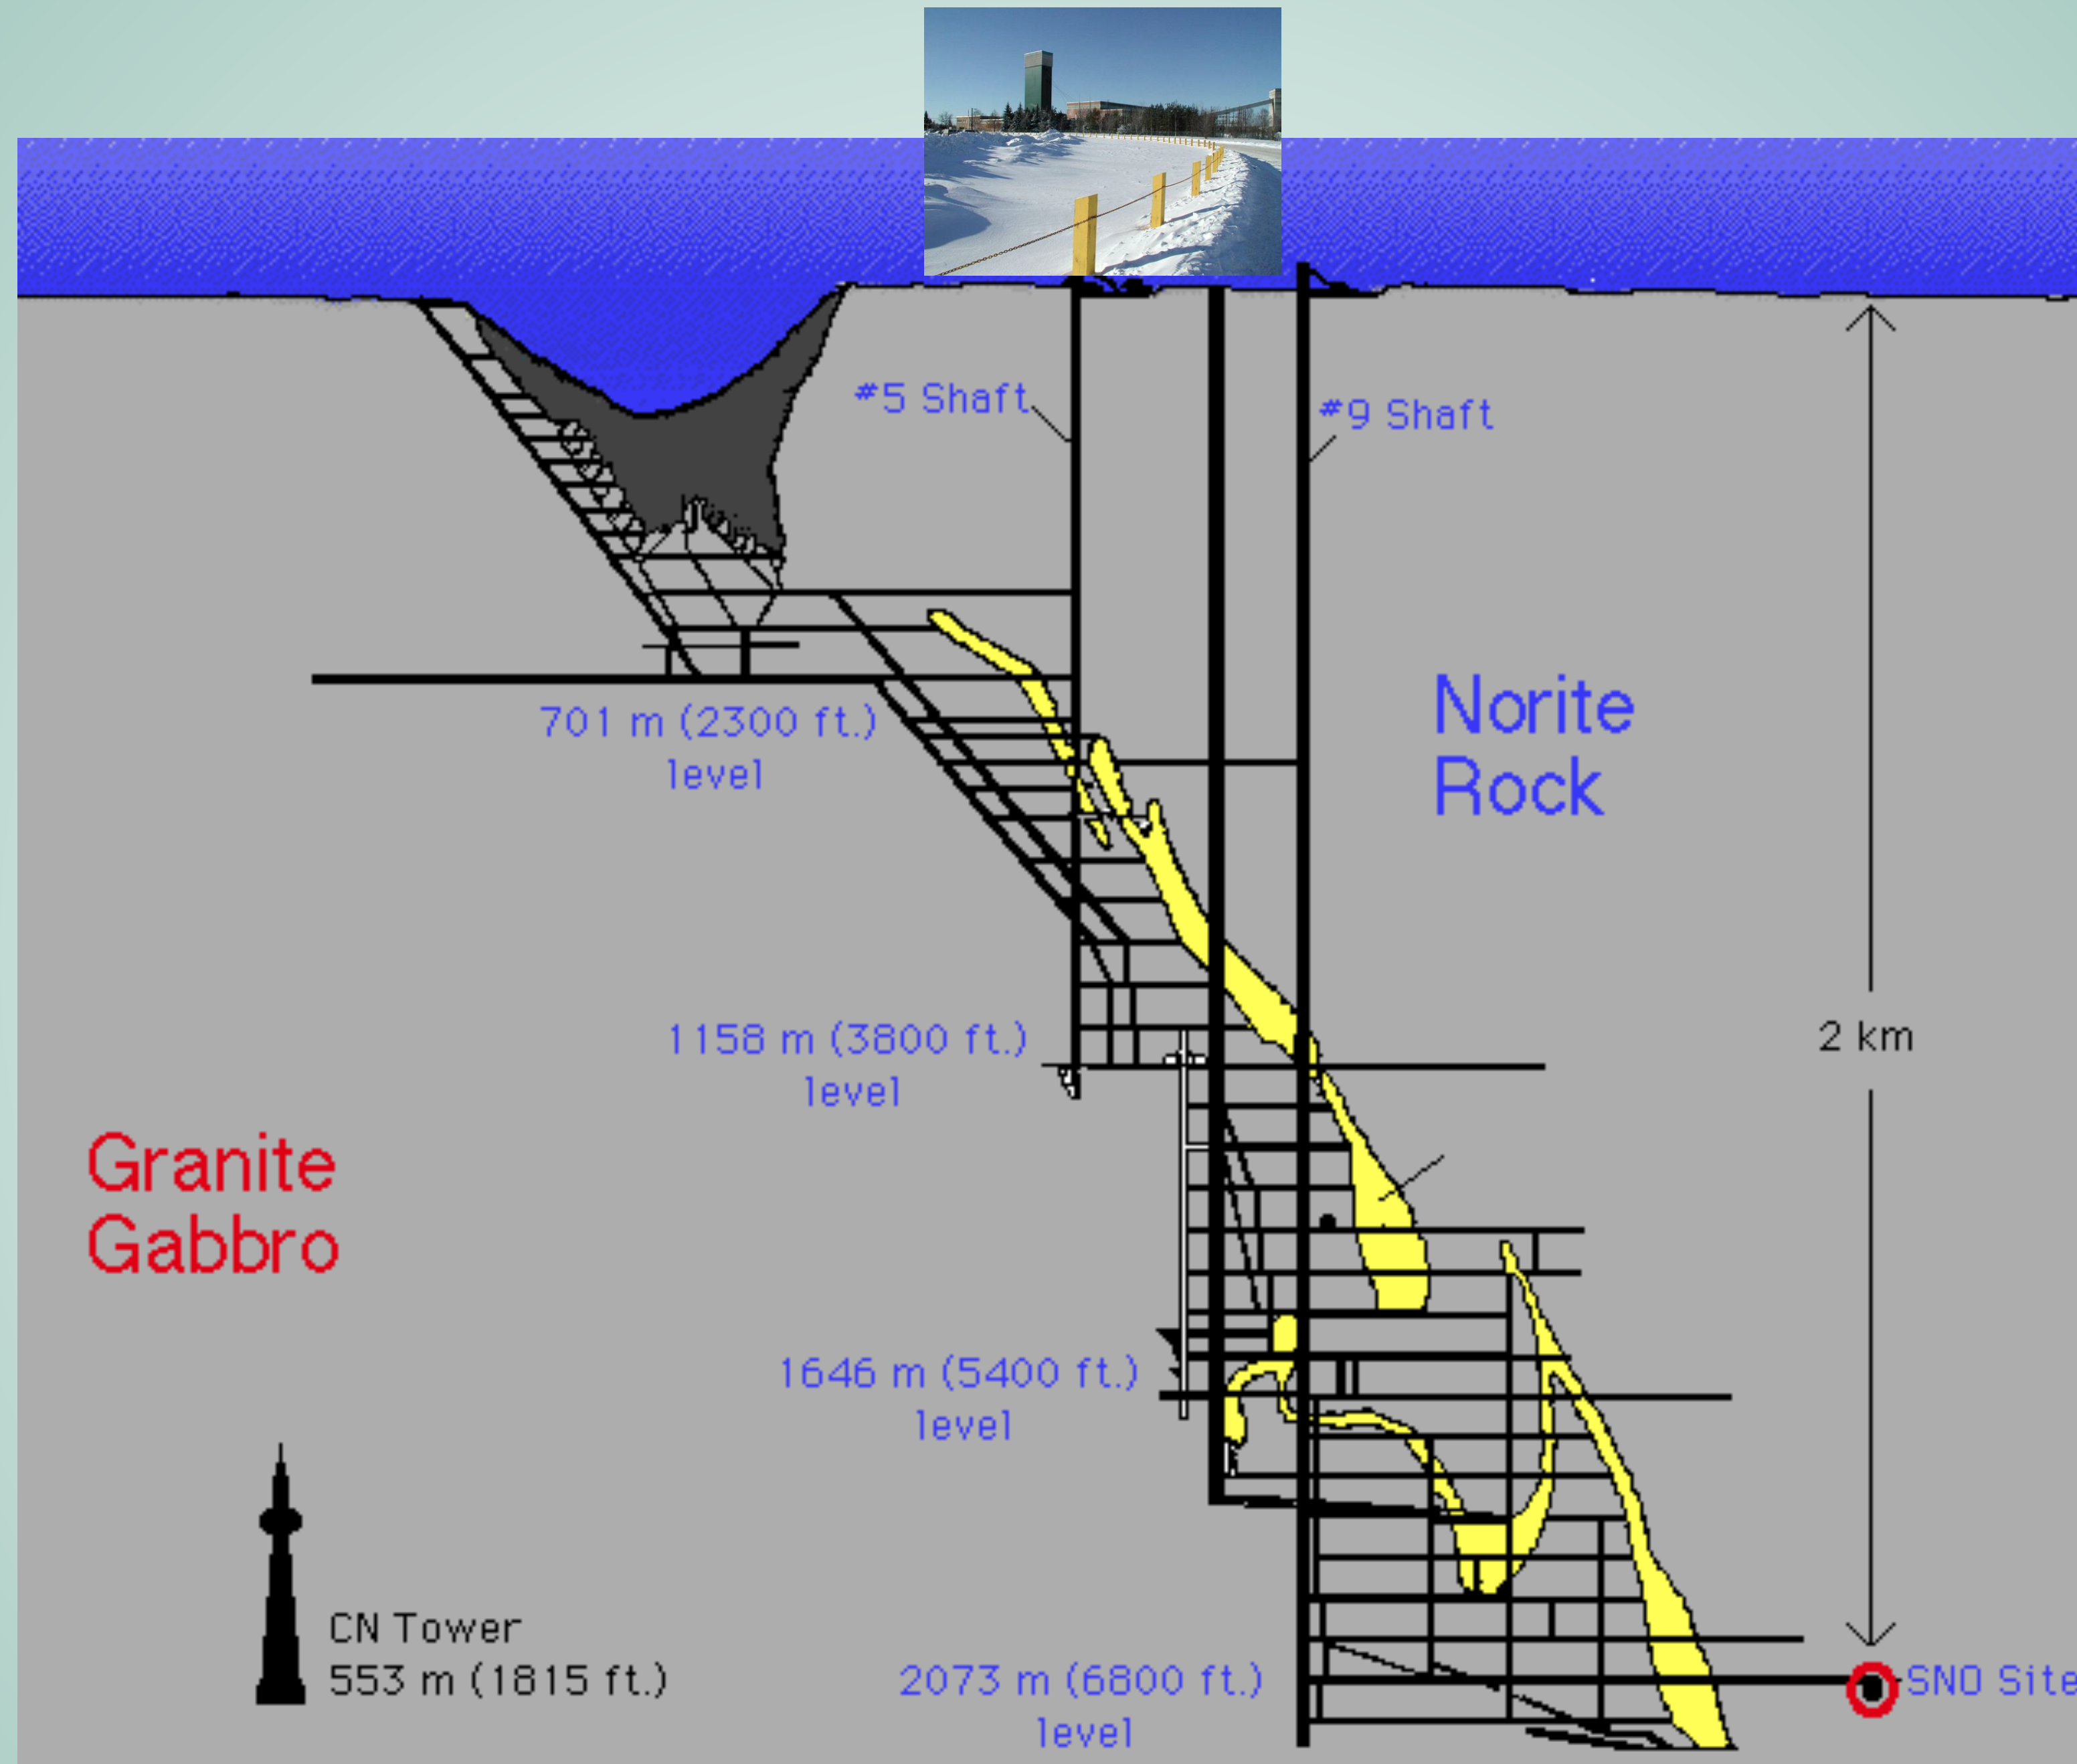 #5 Shaft
#9 Shaft
701 m (2300 ft.)
level
Norite
Rock
1158 m (3800 ft.)
level
2 km
Granite
Gabbro
1646 m (5400 ft.)
level
CN Tower
553 m (1815 ft.)
2073 m (6800 ft.)
level
SNO Site